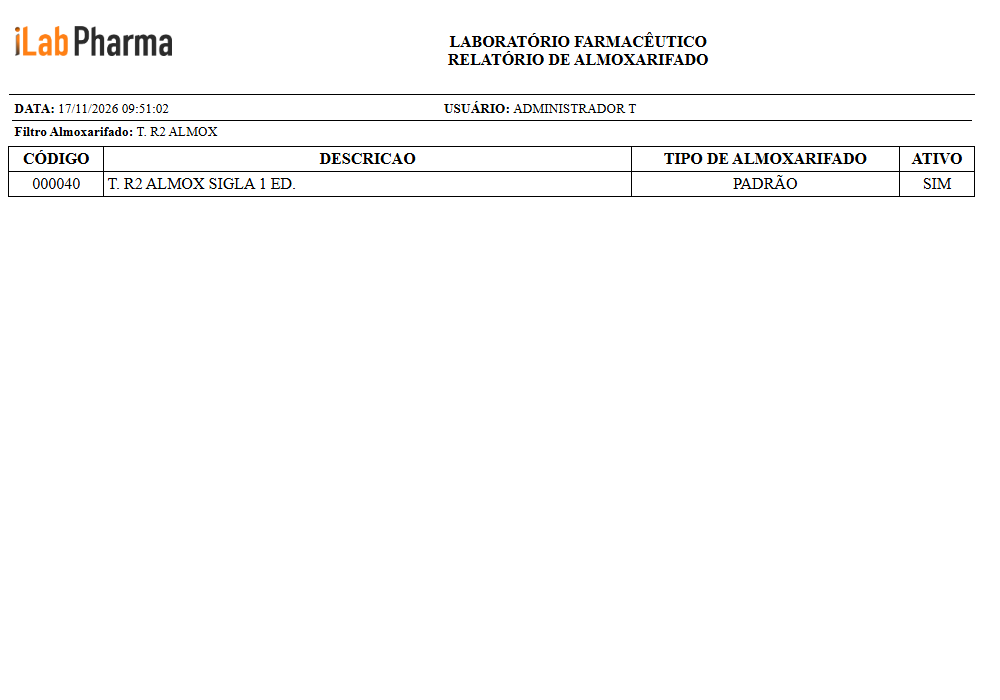 iLabPharma
LABORATÓRIO FARMACÊUTICO
RELATÓRIO DE ALMOXARIFADO
DATA: 17/11/2026 09:51:02 USUÁRIO: ADMINISTRADOR T
Filtro Almoxarifado: T. R2 ALMOX
CÓDIGO DESCRICAO TIPO DE ALMOXARIFADO ATIVO
000040 T. R2 ALMOX SIGLA 1 ED. PADRÃO SIM